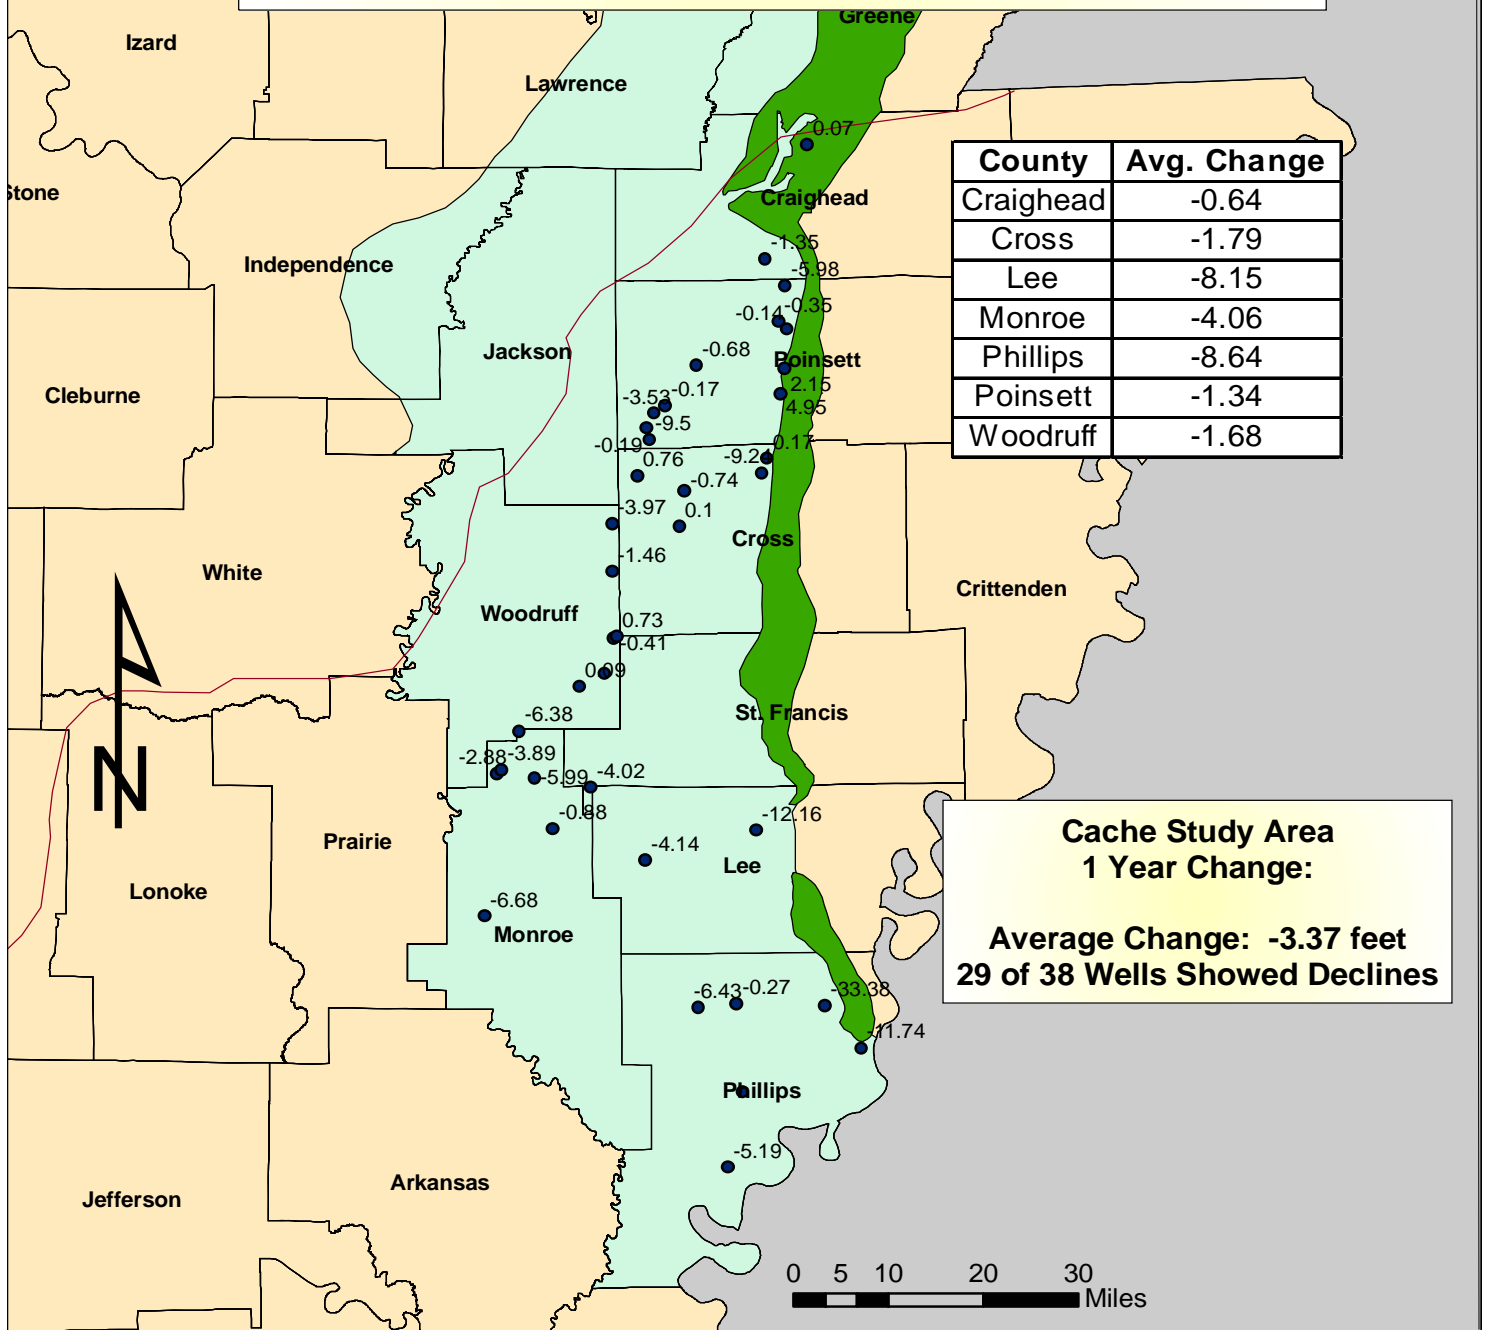 Greene
Izard
Lawrence
0.07
County Avg. Change
Craighead -0.64
Cross -1.79
Lee -8.15
Monroe -4.06
Phillips -8.64
Poinsett -1.34
Woodruff -1.68
Stone
Craighead
-1.35
Independence
-5.98
-0.14
-0.35
Jackson
-0.68
Poinsett
Cleburne
2.15
-0.17
-3.53
4.95
-9.5
-0.19
0.17
0.76
-9.24
-0.74
-3.97
0.1
Cross
-1.46
White
Crittenden
Woodruff
0.73
-0.41
0.09
-6.38
St. Francis
-2.88
-3.89
-5.99
-4.02
N
-0.88
-12.16
Prairie
-4.14
Lee
Lonoke
-6.68
Monroe
Cache Study Area
1 Year Change:
Average Change: -3.37 feet
29 of 38 Wells Showed Declines
-6.43
-0.27
-33.38
-11.74
Phillips
-5.19
Arkansas
Jefferson
0 5 10 20 30
Miles